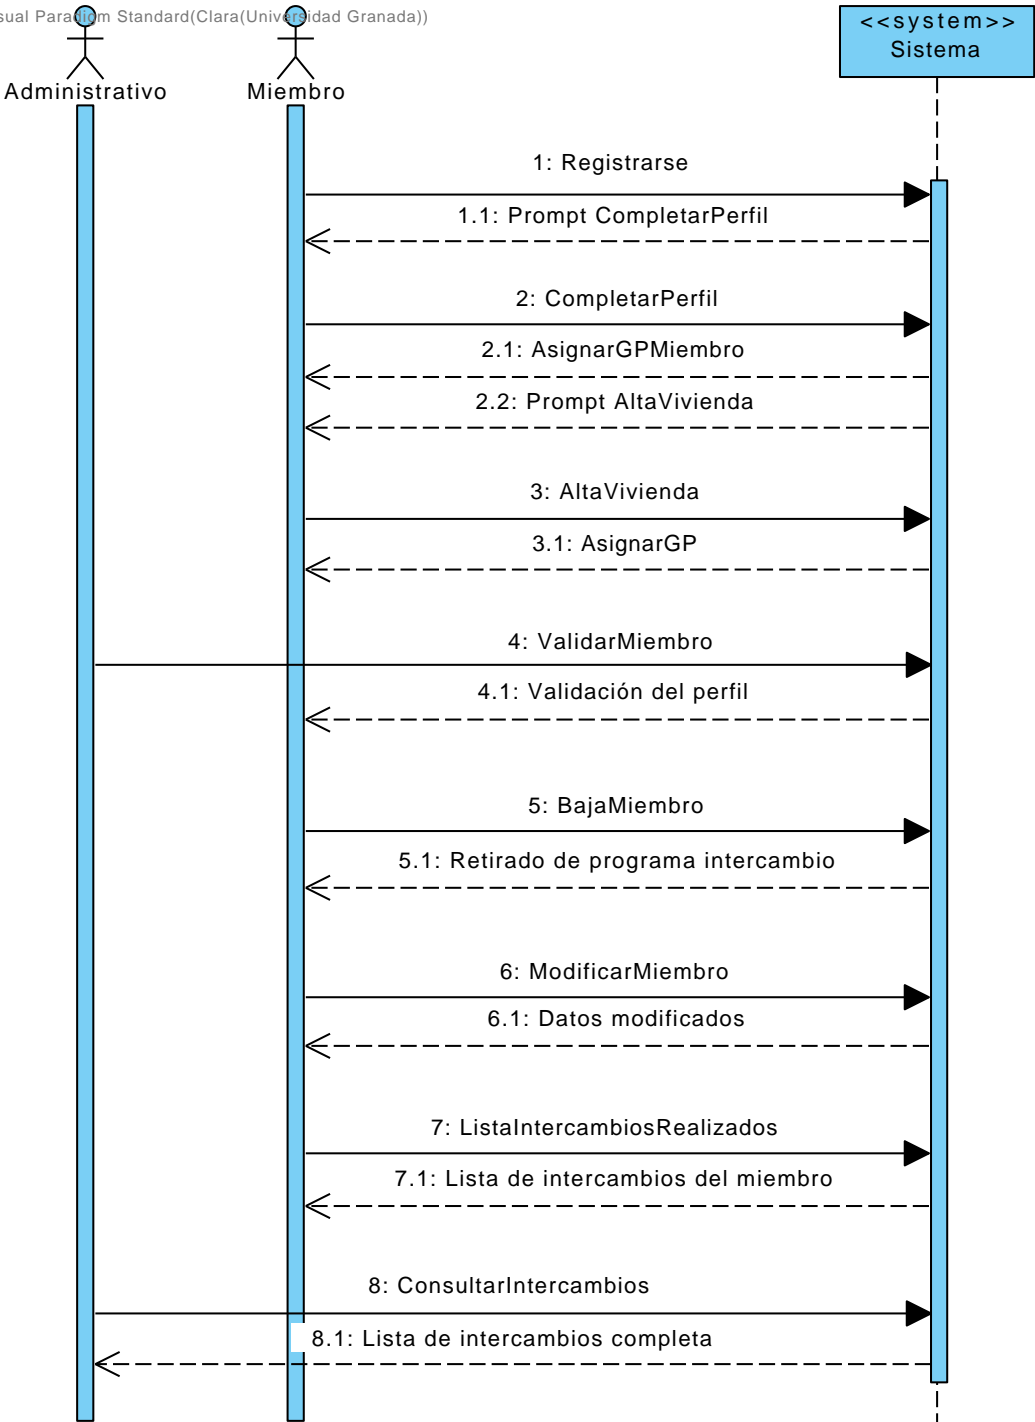 sual Paradigm Standard(Clara(Universidad Granada))
<<system>>
Sistema
Administrativo
Miembro
1: Registrarse
1.1: Prompt CompletarPerfil
2: CompletarPerfil
2.1: AsignarGPMiembro
2.2: Prompt AltaVivienda
3: AltaVivienda
3.1: AsignarGP
4: ValidarMiembro
4.1: Validación del perfil
5: BajaMiembro
5.1: Retirado de programa intercambio
6: ModificarMiembro
6.1: Datos modificados
7: ListaIntercambiosRealizados
7.1: Lista de intercambios del miembro
8: ConsultarIntercambios
8.1: Lista de intercambios completa